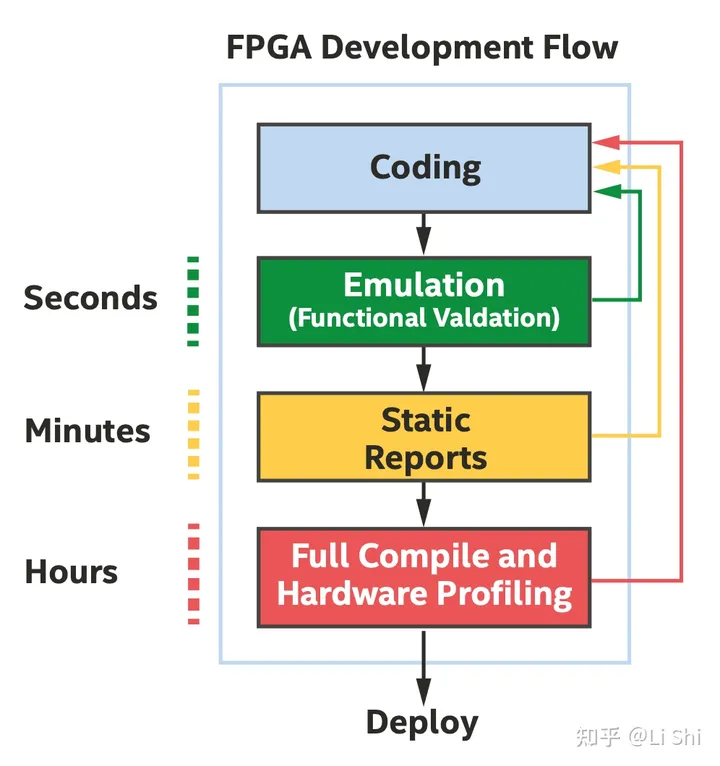 FPGA Development Flow
Coding
Seconds
Emulation
(Functional Valdation)
Minutes
Static
Reports
Hours
Full Compile and
Hardware Profiling
Deploy
知乎 @Li Shi